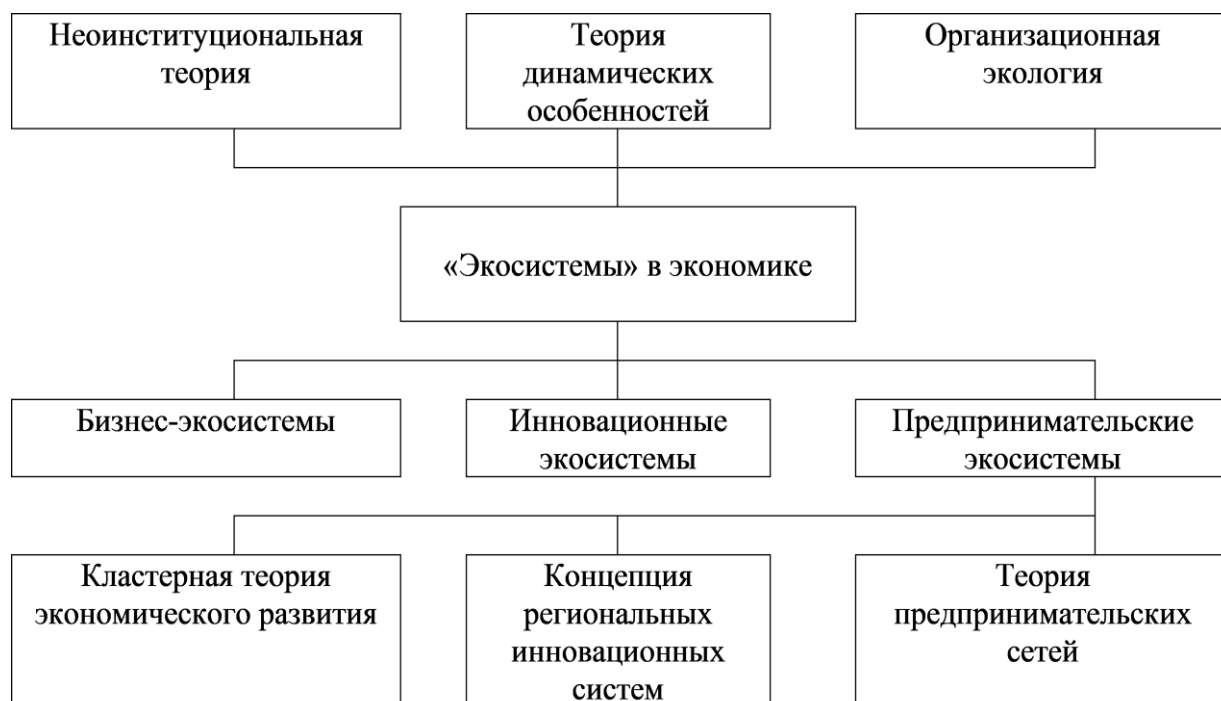 Неоинституциональная
теория
Теория
динамических
особенностей
Организационная
экология
«Экосистемы» в экономике
Бизнес-экосистемы
Инновационные
экосистемы
Предпринимательские
экосистемы
Кластерная теория
экономического развития
Концепция
региональных
инновационных
систем
Теория
предпринимательских
сетей